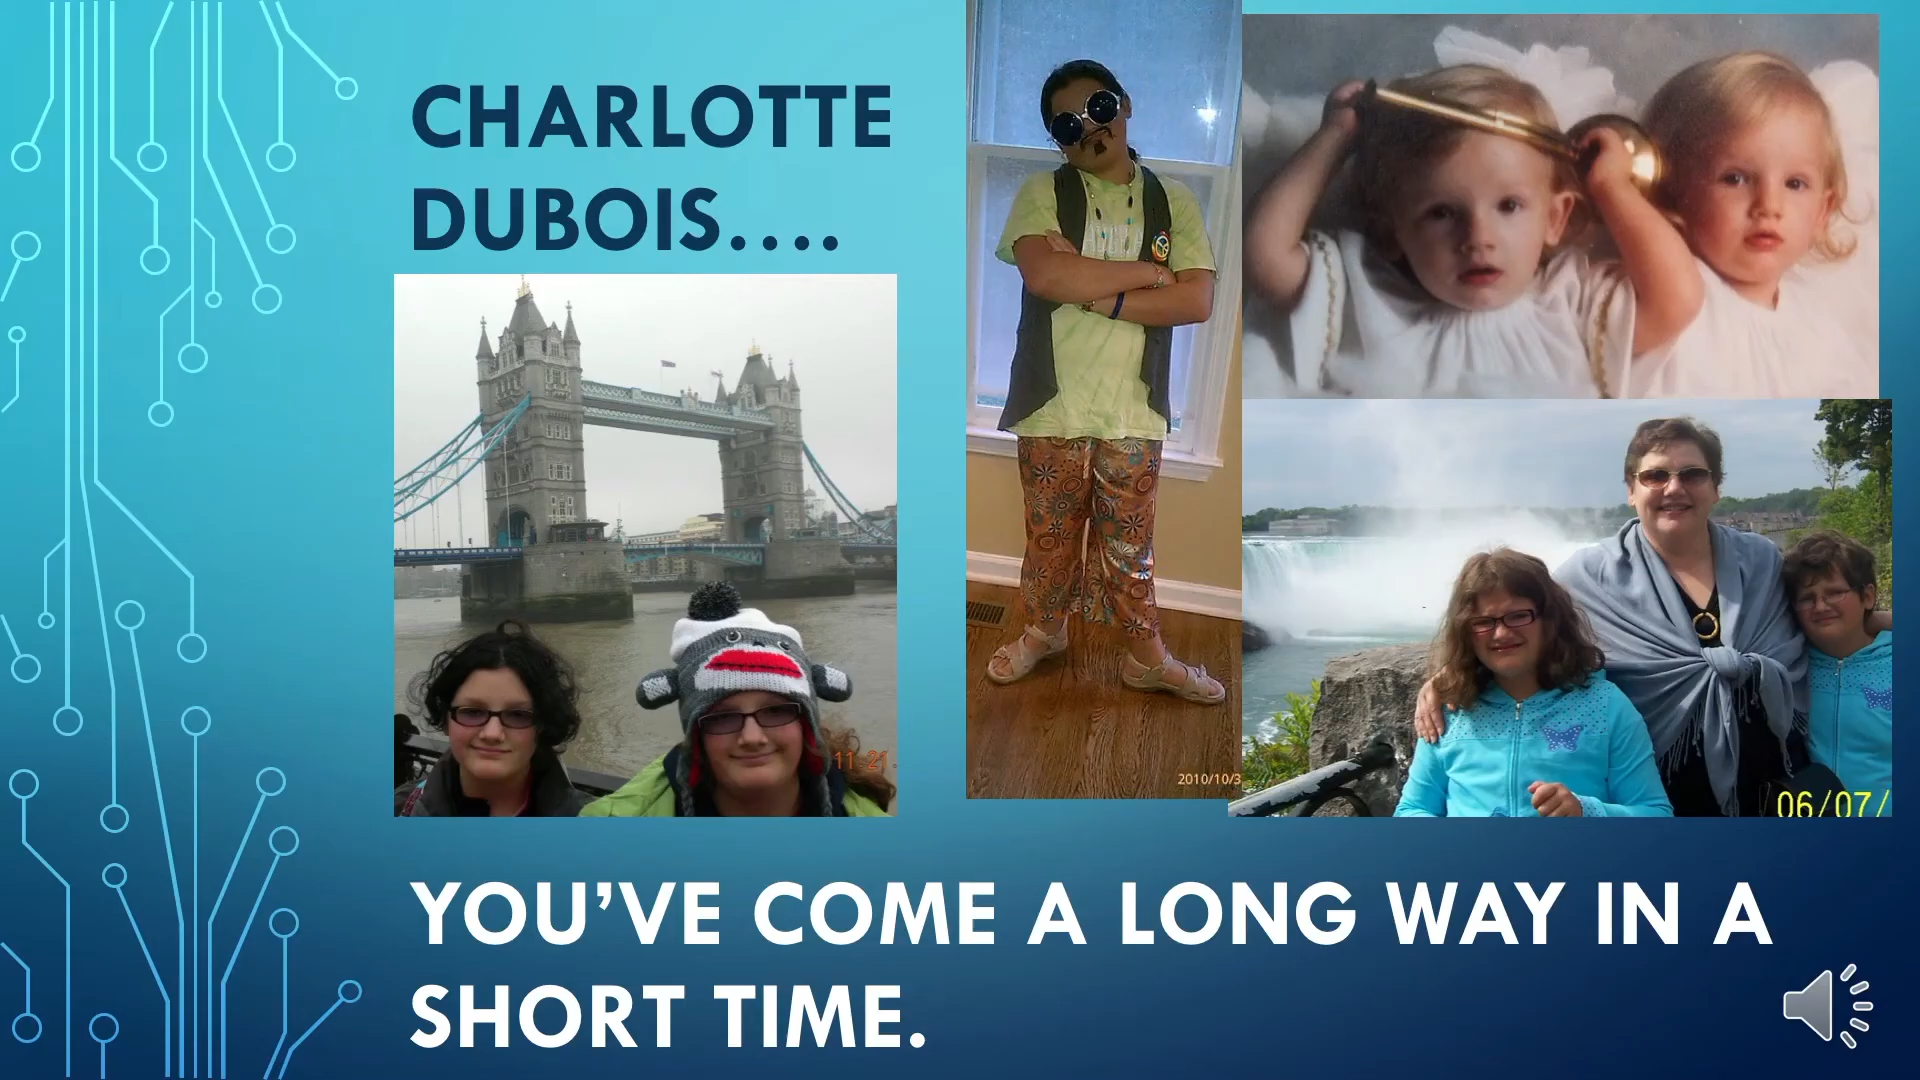 CHARLOTTE
DUBOIS....
11.21.
2010/10/3
06/07/
YOU'VE COME A LONG WAY IN A
SHORT TIME.